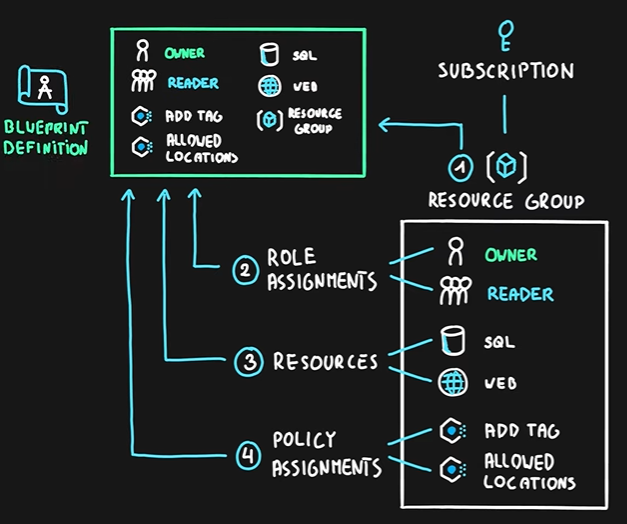 OWNER
READER
ADD TAG
ALLOWED
LOCATIONS
SQL
WEB
RESOURCE
GROUP
BLUEPRINT
DEFINITION
SUBSCRIPTION
1
RESOURCE GROUP
2 ROLE
ASSIGNMENTS
OWNER
READER
3 RESOURCES
SQL
WEB
4 POLICY
ASSIGNMENTS
ADD TAG
ALLOWED
LOCATIONS